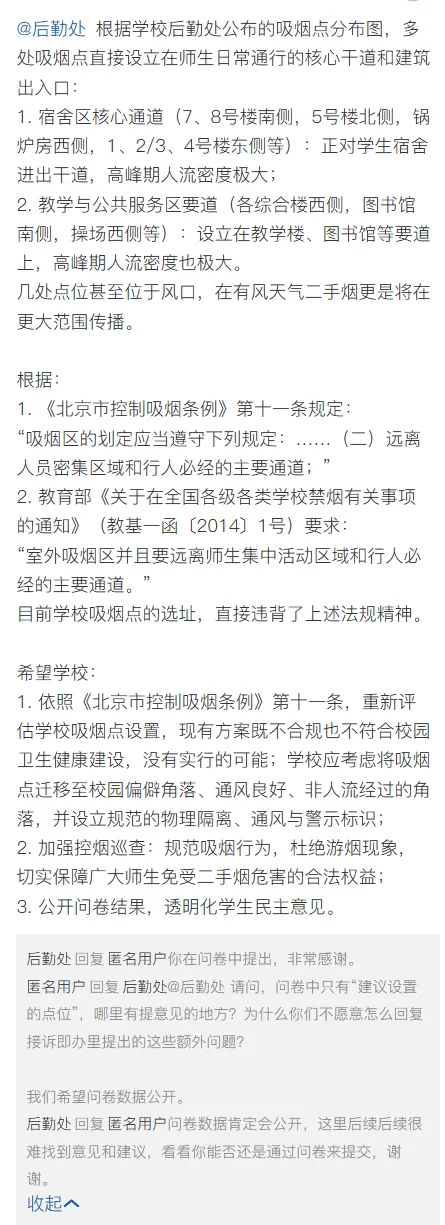 @后勤处 根据学校后勤处公布的吸烟点分布图，多
处吸烟点直接设立在师生日常通行的核心干道和建筑
出入口：
1. 宿舍区核心通道（7、8号楼南侧，5号楼北侧，锅
炉房西侧，1、2/3、4号楼东侧等）：正对学生宿舍
进出干道，高峰期人流密度极大；
2. 教学与公共服务区要道（各综合楼西侧，图书馆
南侧，操场西侧等）：设立在教学楼、图书馆等要道
上，高峰期人流密度也极大。
几处点位甚至位于风口，在有风天气二手烟更是将在
更大范围传播。
根据：
1. 《北京市控制吸烟条例》第十一条规定：
“吸烟区的划定应当遵守下列规定：……（二）远离
人员密集区域和行人必经的主要通道；”
2. 教育部《关于在全国各级各类学校禁烟有关事项
的通知》（教基一函〔2014〕1号）要求：
“室外吸烟区并且要远离师生集中活动区域和行人必
经的主要通道。”
目前学校吸烟点的选址，直接违背了上述法规精神。
希望学校：
1. 依照《北京市控制吸烟条例》第十一条，重新评
估学校吸烟点设置，现有方案既不合规也不符合校园
卫生健康建设，没有实行的可能；学校应考虑将吸烟
点迁移至校园偏僻角落、通风良好、非人流经过的角
落，并设立规范的物理隔离、通风与警示标识；
2. 加强控烟巡查：规范吸烟行为，杜绝游烟现象，
切实保障广大师生免受二手烟危害的合法权益；
3. 公开问卷结果，透明化学生民主意见。
后勤处 回复 匿名用户你在问卷中提出，非常感谢。
匿名用户 回复 后勤处@后勤处 请问，问卷中只有“建议设置
的点位”，哪里有提意见的地方？为什么你们不愿意怎么回复
接诉即办里提出的这些额外问题？
我们希望问卷数据公开。
后勤处 回复 匿名用户问卷数据肯定会公开，这里后续后续很
难找到意见和建议，看看你能否还是通过问卷来提交，谢
谢。
收起